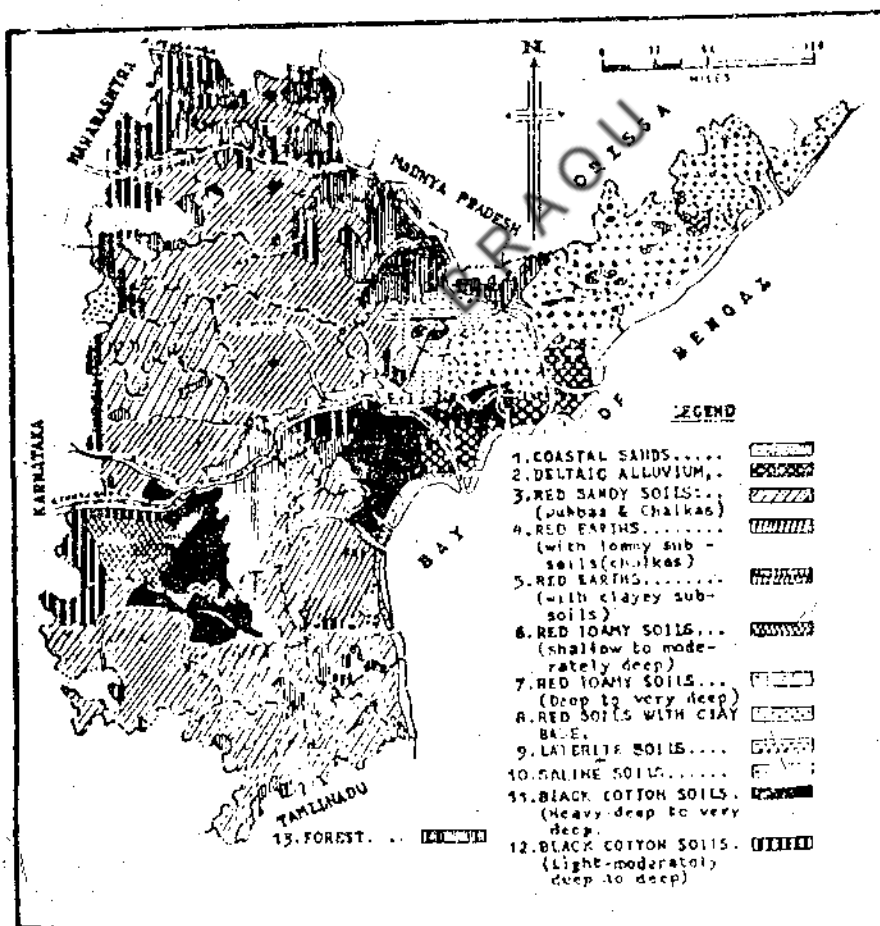 MAHARASHTRA
N
MILES
ORISSA
MADHYA PRADESH
BRAOU
KARNATAKA
BAY OF BENGAL
LEGEND
1.COASTAL SANDS.....
2.DELTAIC ALLUVIUM..
3.RED SANDY SOILS...
(Dubbas & Chalkas)
4.RED EARTHS........
(with loamy sub-
soils(chalkas)
5.RED EARTHS........
(with clayey sub-
soils)
6.RED LOAMY SOILS...
(shallow to mode-
rately deep)
7.RED LOAMY SOILS...
(Deep to very deep)
8.RED SOILS WITH CLAY
BASE.
9.LATERITE SOILS....
10.SALINE SOILS......
11.BLACK COTTON SOILS.
(Heavy-deep to very
deep.
12.BLACK COTTON SOILS.
(Light-moderately
deep to deep)
TAMILNADU
13.FOREST...